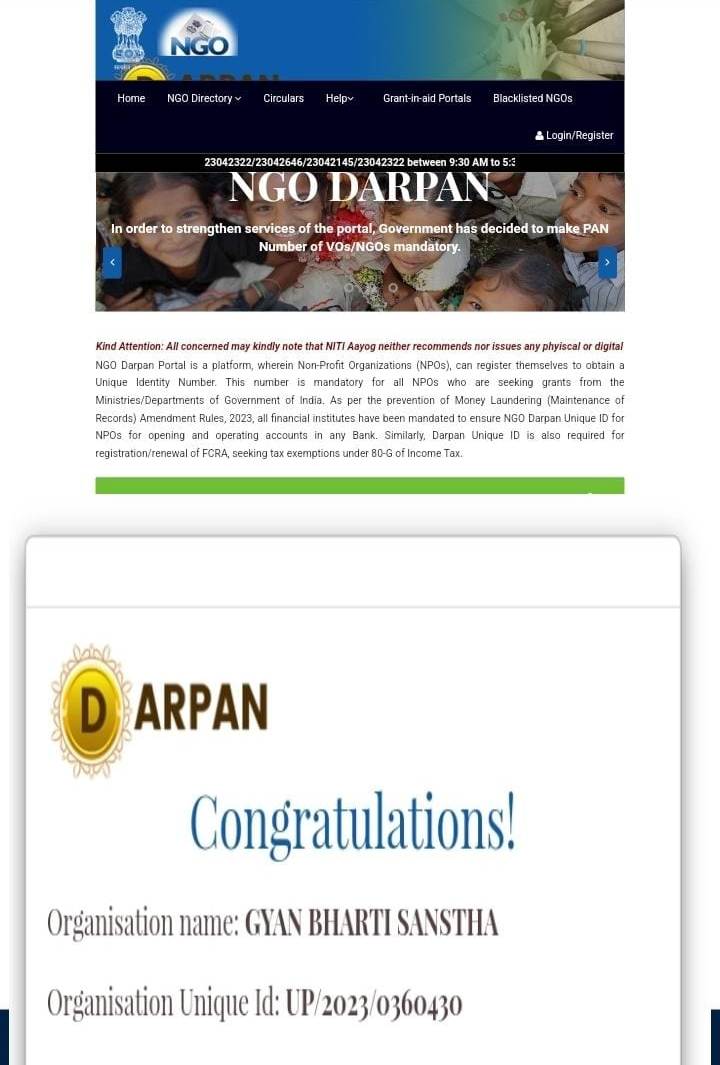 NGO
DARPAN
Home NGO Directory Circulars Help Grant-in-aid Portals Blacklisted NGOs
Login/Register
23042322/23042646/23042145/23042322 between 9:30 AM to 5:3
NGO DARPAN
In order to strengthen services of the portal, Government has decided to make PAN
Number of VOs/NGOs mandatory.
Kind Attention: All concerned may kindly note that NITI Aayog neither recommends nor issues any phyiscal or digital
NGO Darpan Portal is a platform, wherein Non-Profit Organizations (NPOs), can register themselves to obtain a
Unique Identity Number. This number is mandatory for all NPOs who are seeking grants from the
Ministries/Departments of Government of India. As per the prevention of Money Laundering (Maintenance of
Records) Amendment Rules, 2023, all financial institutes have been mandated to ensure NGO Darpan Unique ID for
NPOs for opening and operating accounts in any Bank. Similarly, Darpan Unique ID is also required for
registration/renewal of FCRA, seeking tax exemptions under 80-G of Income Tax.
DARPAN
Congratulations!
Organisation name: GYAN BHARTI SANSTHA
Organisation Unique Id: UP/2023/0360430